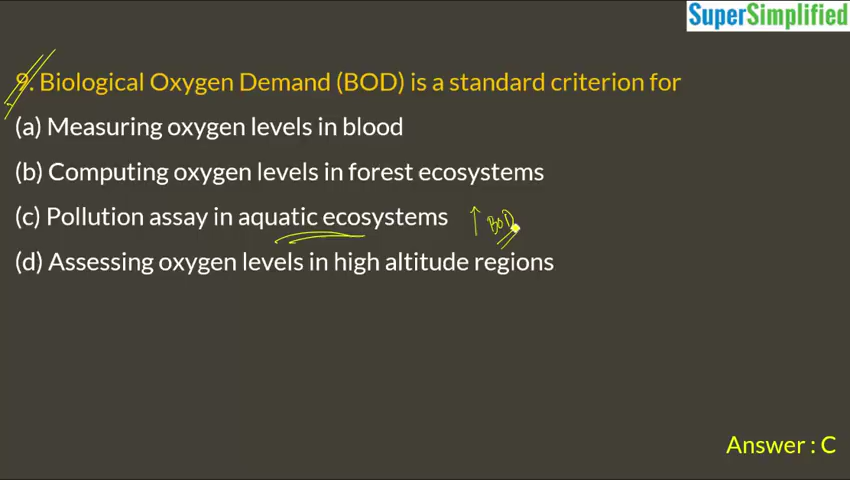 SuperSimplified
9. Biological Oxygen Demand (BOD) is a standard criterion for
(a) Measuring oxygen levels in blood
(b) Computing oxygen levels in forest ecosystems
(c) Pollution assay in aquatic ecosystems ↑ BOD
(d) Assessing oxygen levels in high altitude regions
Answer : C